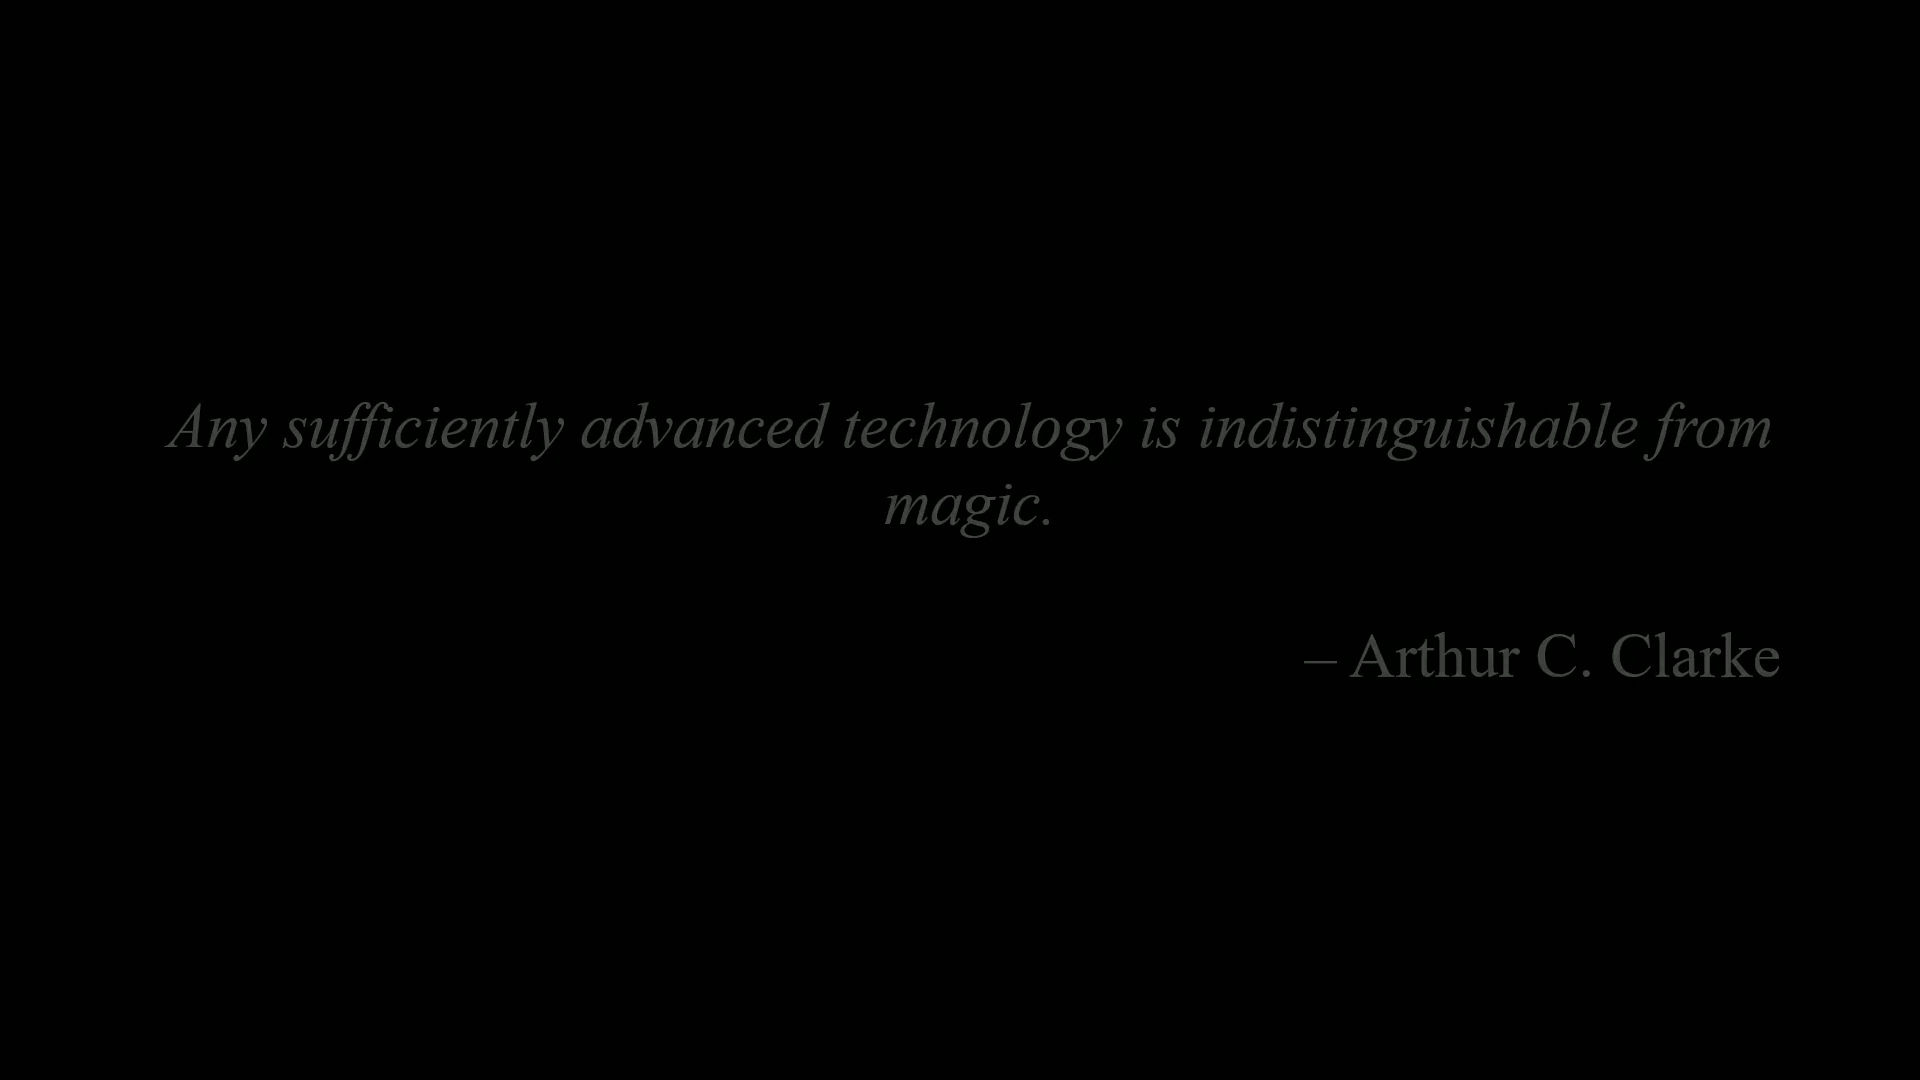 Any sufficiently advanced technology is indistinguishable from
magic.
– Arthur C. Clarke